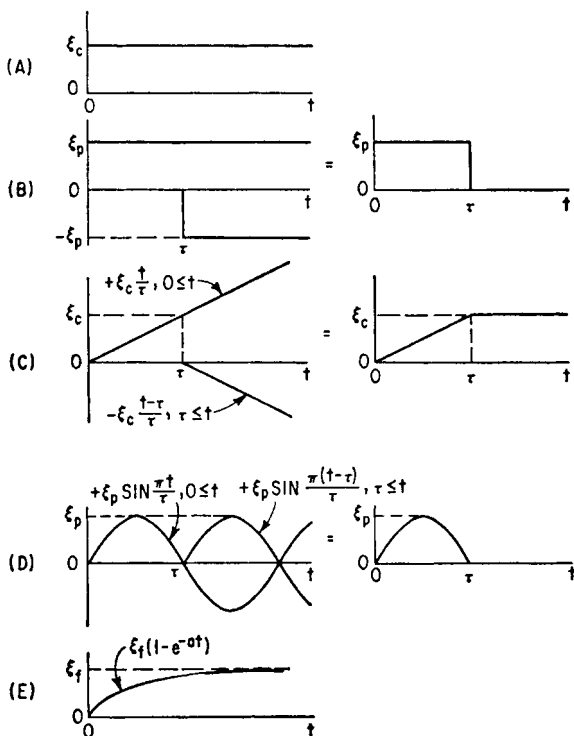 (A)
ξc
0
0 t
(B)
ξp
0
-ξp
τ t
=
ξp
0
0 τ t
(C)
+ξc t/τ, 0≤t
ξc
0
τ t
-ξc (t-τ)/τ, τ≤t
=
ξc
0
0 τ t
(D)
+ξp SIN πt/τ, 0≤t
+ξp SIN π(t-τ)/τ, τ≤t
ξp
0
τ t
=
ξp
0
0 τ t
(E)
ξf(1-e^-at)
ξf
0
0 t